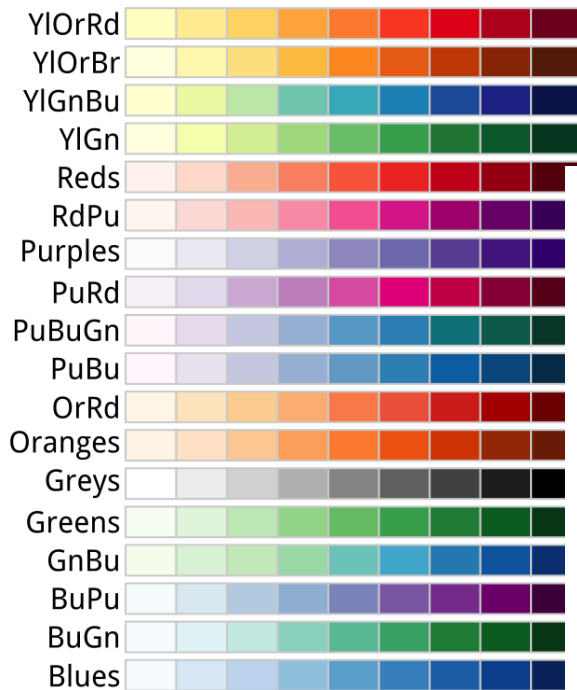 YlOrRd
YlOrBr
YlGnBu
YlGn
Reds
RdPu
Purples
PuRd
PuBuGn
PuBu
OrRd
Oranges
Greys
Greens
GnBu
BuPu
BuGn
Blues